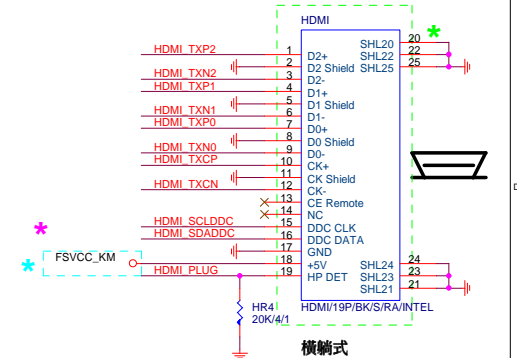 HDMI
20
SHL20
HDMI_TXP2 1 D2+ SHL22 22
2 D2 Shield SHL25 25
HDMI_TXN2 3 D2-
HDMI_TXP1 4 D1+
5 D1 Shield
HDMI_TXN1 6 D1-
HDMI_TXP0 7 D0+
8 D0 Shield
HDMI_TXN0 9 D0-
HDMI_TXCP 10 CK+
11 CK Shield
HDMI_TXCN 12 CK-
13 CE Remote
14 NC
HDMI_SCLDDC 15 DDC CLK
HDMI_SDADDC 16 DDC DATA
17 GND
FSVCC_KM 18 +5V SHL24 24
HDMI_PLUG 19 HP DET SHL23 23
SHL21 21
HR4 HDMI/19P/BK/S/RA/INTEL
20K/4/1
橫躺式